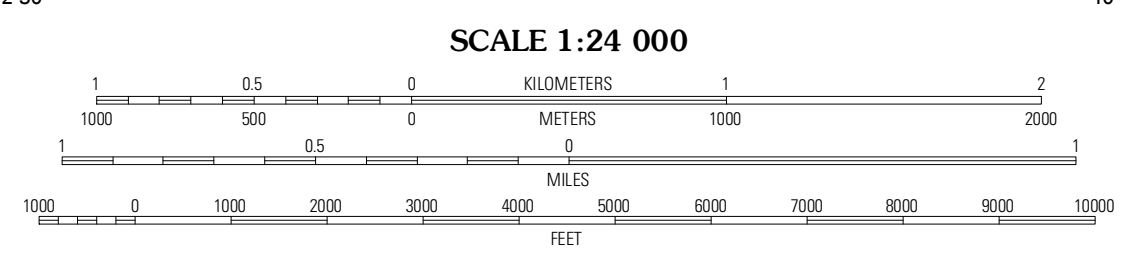 SCALE 1:24 000
1 0.5 0 KILOMETERS 1 2
1000 500 0 METERS 1000 2000
1 0.5 0 1
MILES
1000 0 1000 2000 3000 4000 5000 6000 7000 8000 9000 10000
FEET